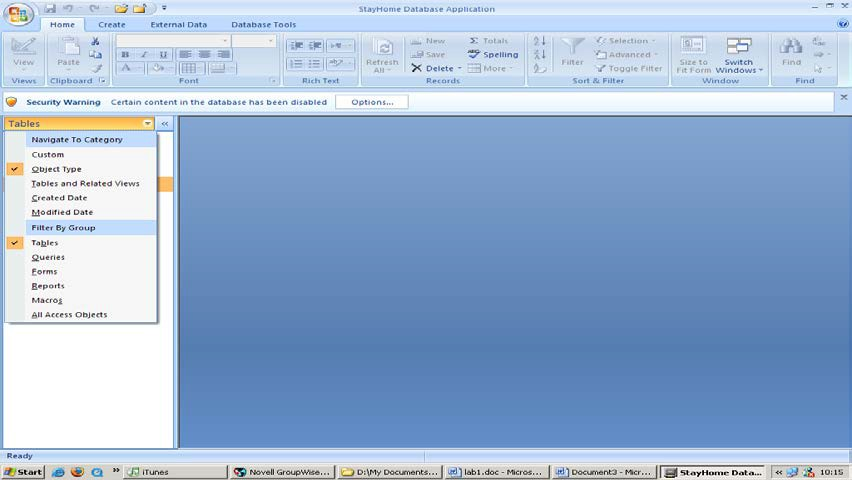 StayHome Database Application
Home Create External Data Database Tools
View Paste Refresh All New Save Delete Totals Spelling More Filter Selection Advanced Toggle Filter Size to Fit Form Switch Windows Find
Views Clipboard Font Rich Text Records Sort & Filter Window Find
Security Warning Certain content in the database has been disabled Options...
Tables
Navigate To Category
Custom
Object Type
Tables and Related Views
Created Date
Modified Date
Filter By Group
Tables
Queries
Forms
Reports
Macros
All Access Objects
Ready
Start iTunes Novell GroupWise... D:\My Documents... lab1.doc - Micros... Document3 - Micr... StayHome Data... 10:15